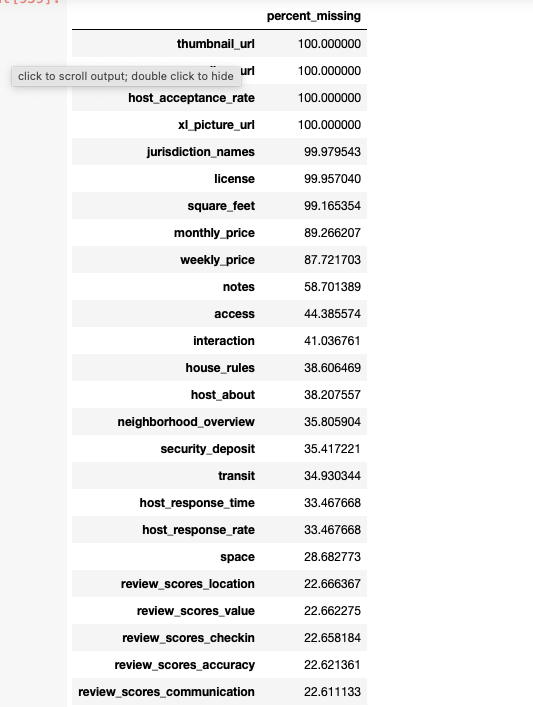 percent_missing
thumbnail_url 100.000000
url 100.000000
click to scroll output; double click to hide
host_acceptance_rate 100.000000
xl_picture_url 100.000000
jurisdiction_names 99.979543
license 99.957040
square_feet 99.165354
monthly_price 89.266207
weekly_price 87.721703
notes 58.701389
access 44.385574
interaction 41.036761
house_rules 38.606469
host_about 38.207557
neighborhood_overview 35.805904
security_deposit 35.417221
transit 34.930344
host_response_time 33.467668
host_response_rate 33.467668
space 28.682773
review_scores_location 22.666367
review_scores_value 22.662275
review_scores_checkin 22.658184
review_scores_accuracy 22.621361
review_scores_communication 22.611133